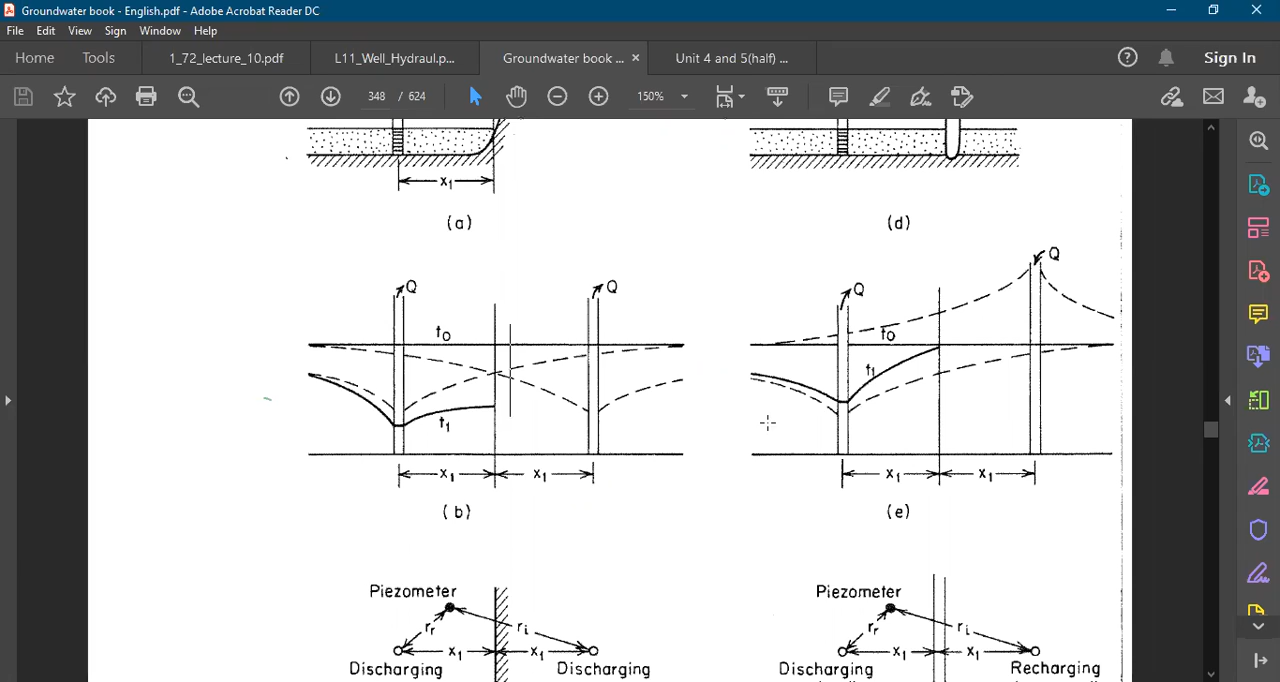 Groundwater book - English.pdf - Adobe Acrobat Reader DC
File Edit View Sign Window Help
Home Tools 1_72_lecture_10.pdf L11_Well_Hydraul.p... Groundwater book ... × Unit 4 and 5(half) ... Sign In
348 / 624 150%
x₁
(a) (d)
Q
Q Q Q
t₀ t₀
t₁
t₁
x₁ x₁ x₁ x₁
(b) (e)
Piezometer Piezometer
rᵣ rᵢ rᵣ rᵢ
x₁ x₁ x₁ x₁
Discharging Discharging Discharging Recharging